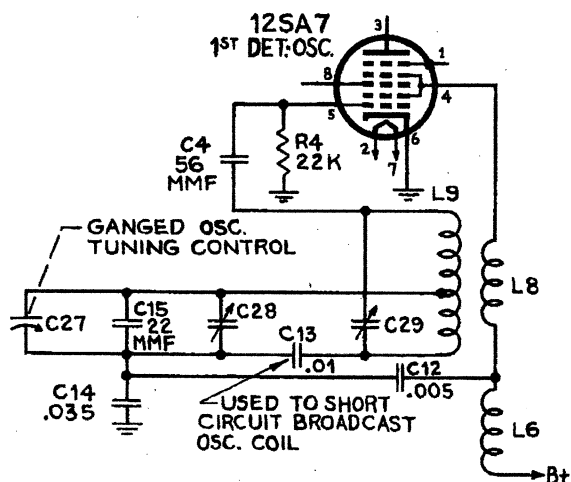 12SA7
1ST DET:OSC.
3
1
8
4
5
2
7
6
C4
56
MMF
R4
22K
L9
GANGED OSC.
TUNING CONTROL
C27
C15
22
MMF
C28
C13
.01
C29
L8
C12
.005
C14
.035
USED TO SHORT
CIRCUIT BROADCAST
OSC. COIL
L6
B+